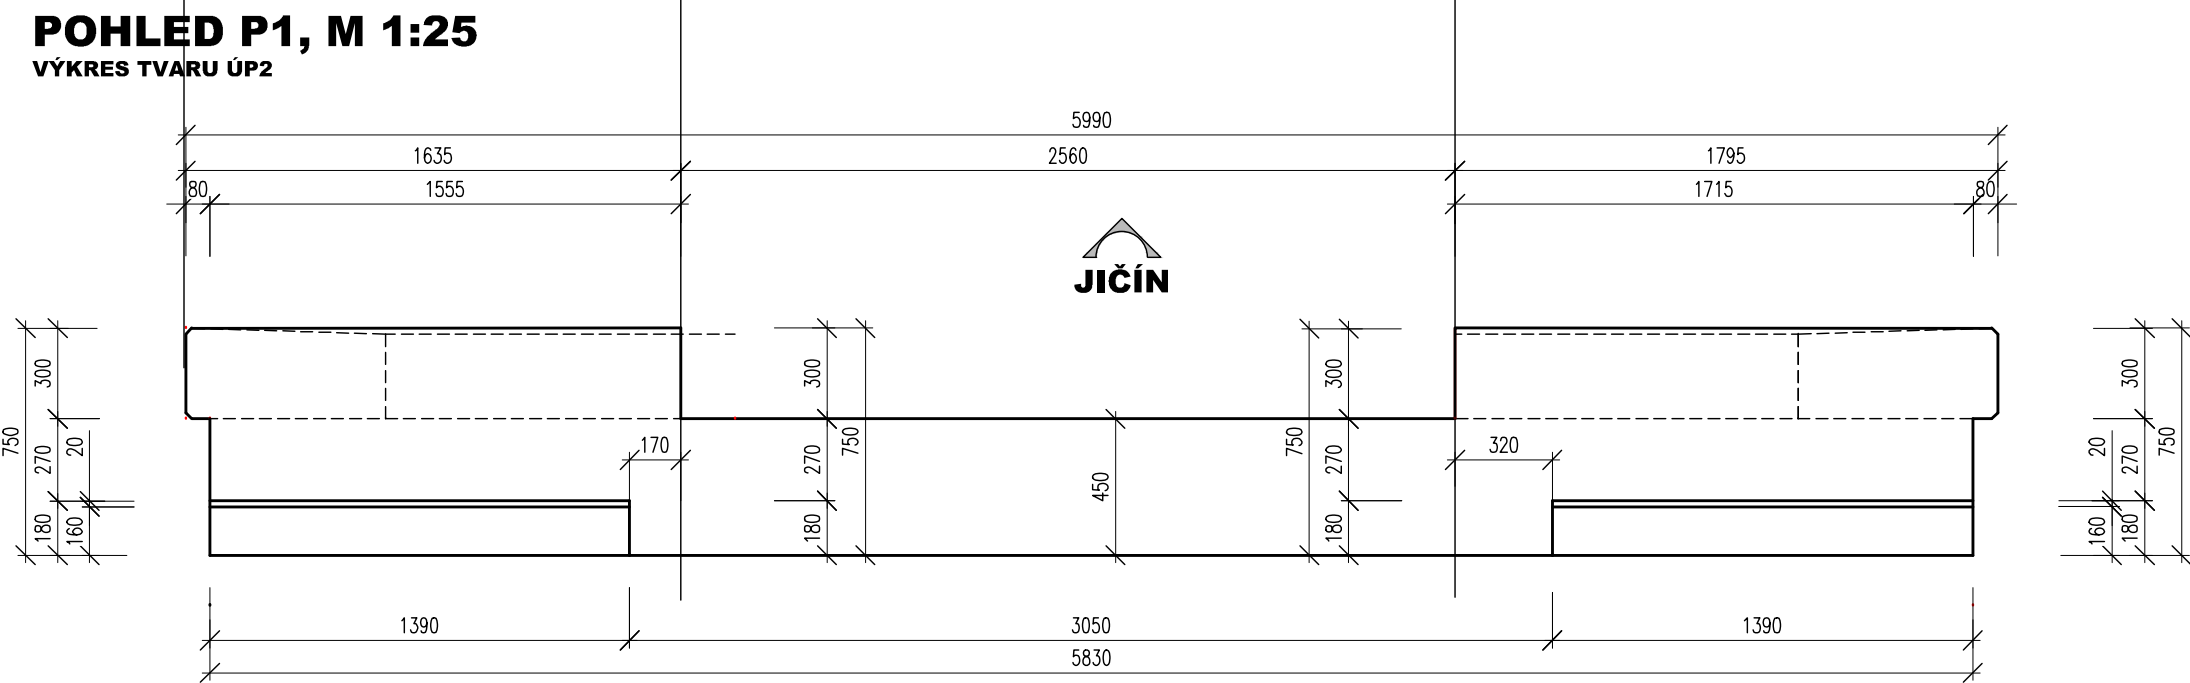 POHLED P1, M 1:25
VÝKRES TVARU ÚP2
5990
1635 2560 1795
80 1555 1715 80
JIČÍN
750 300 270 180 20 160
300 270 180 750
170
450
750 300 270 180
320
20 160 300 270 180 750
1390 3050 1390
5830